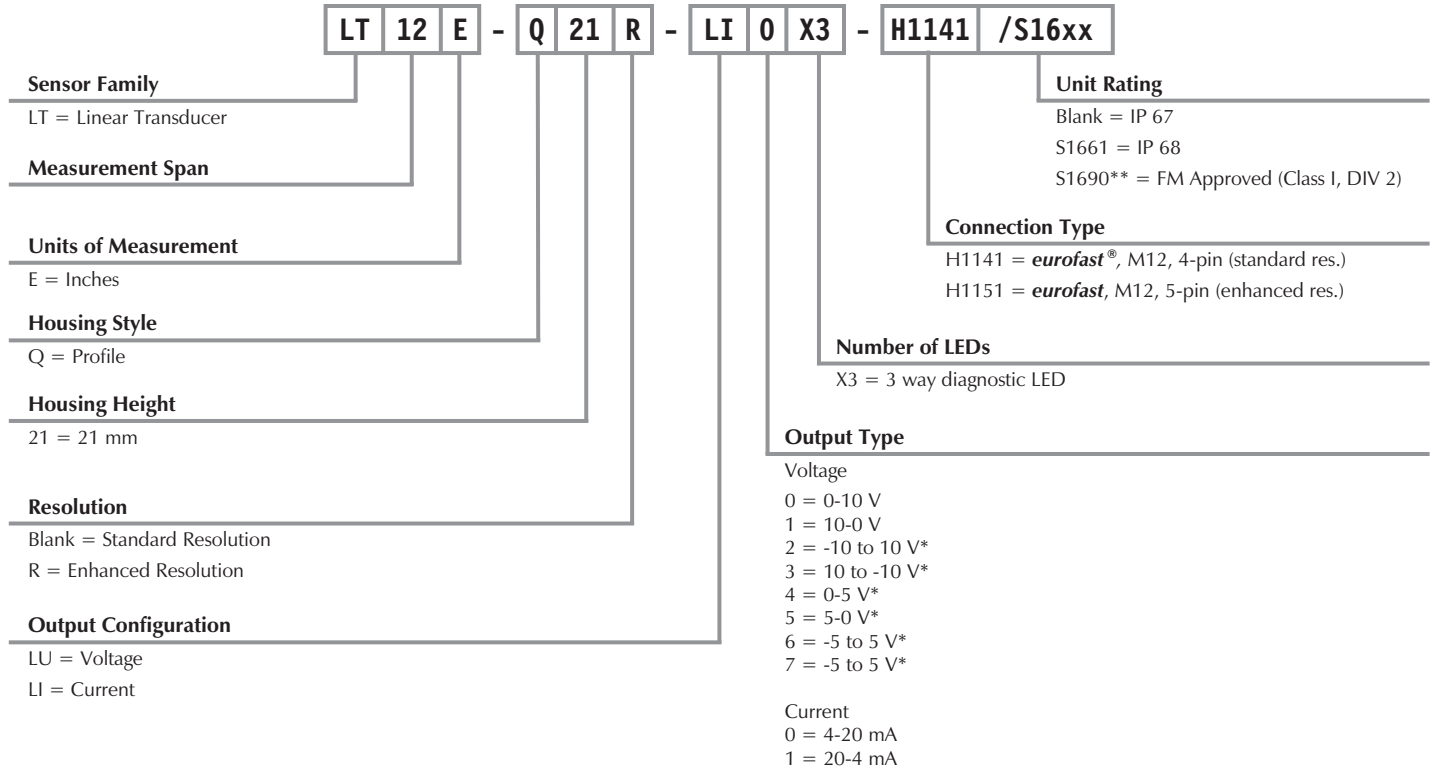 LT 12 E - Q 21 R - LI 0 X3 - H1141 /S16xx
Sensor Family
LT = Linear Transducer
Measurement Span
Units of Measurement
E = Inches
Housing Style
Q = Profile
Housing Height
21 = 21 mm
Resolution
Blank = Standard Resolution
R = Enhanced Resolution
Output Configuration
LU = Voltage
LI = Current
Unit Rating
Blank = IP 67
S1661 = IP 68
S1690** = FM Approved (Class I, DIV 2)
Connection Type
H1141 = eurofast®, M12, 4-pin (standard res.)
H1151 = eurofast, M12, 5-pin (enhanced res.)
Number of LEDs
X3 = 3 way diagnostic LED
Output Type
Voltage
0 = 0-10 V
1 = 10-0 V
2 = -10 to 10 V*
3 = 10 to -10 V*
4 = 0-5 V*
5 = 5-0 V*
6 = -5 to 5 V*
7 = -5 to 5 V*
Current
0 = 4-20 mA
1 = 20-4 mA